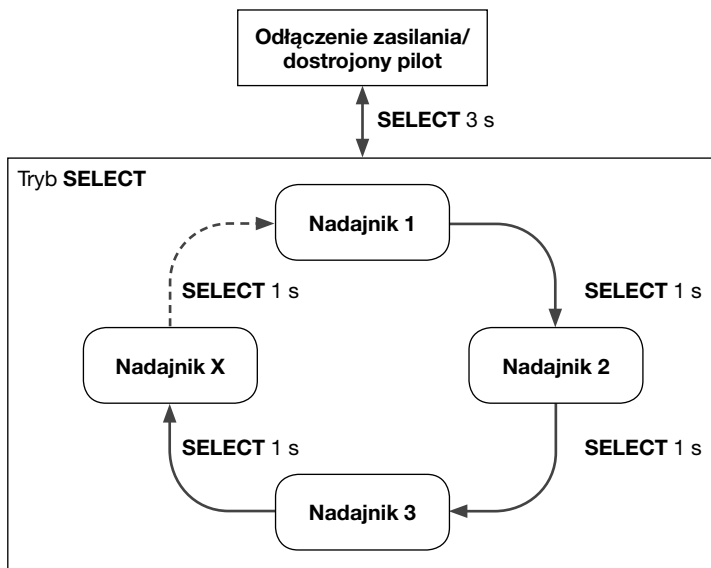 Odłączenie zasilania/
dostrojony pilot
SELECT 3 s
Tryb SELECT
Nadajnik 1
SELECT 1 s
SELECT 1 s
Nadajnik X
Nadajnik 2
SELECT 1 s
SELECT 1 s
Nadajnik 3